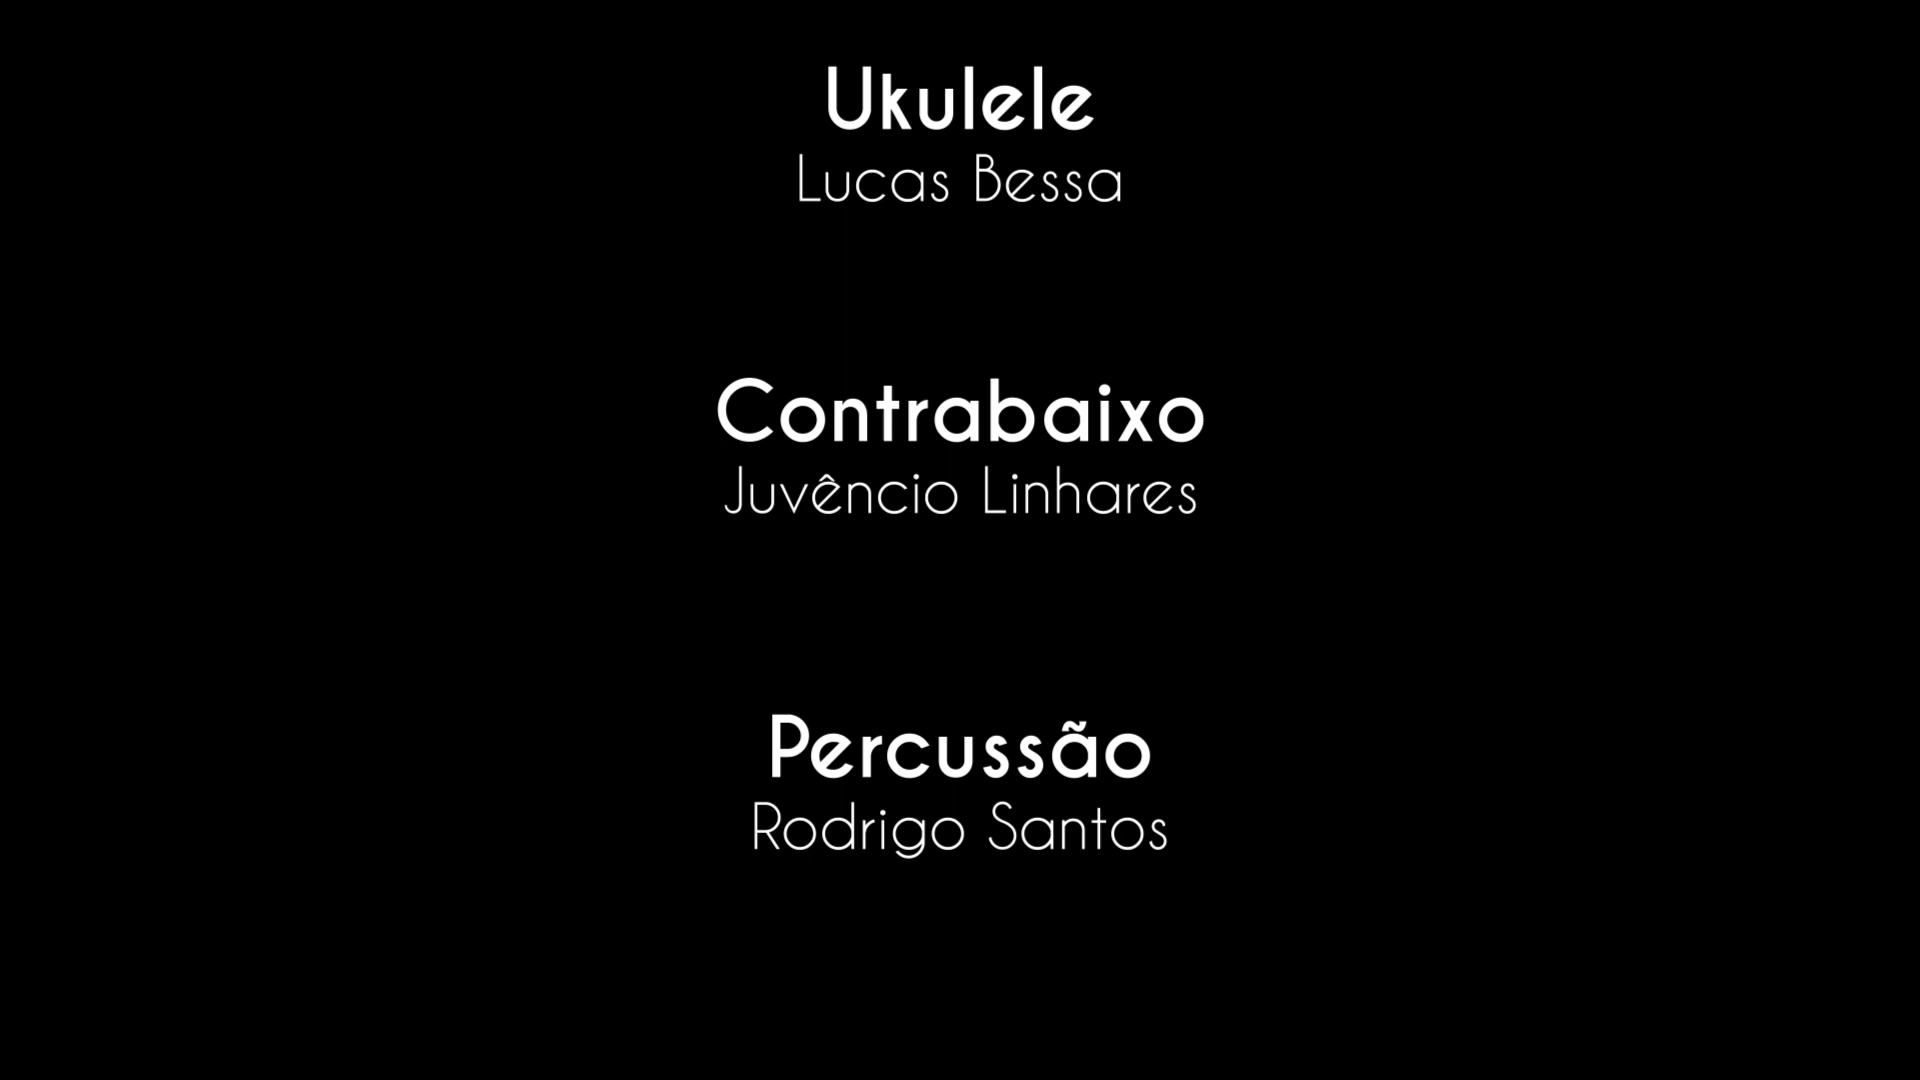 Ukulele
Lucas Bessa
Contrabaixo
Juvêncio Linhares
Percussão
Rodrigo Santos